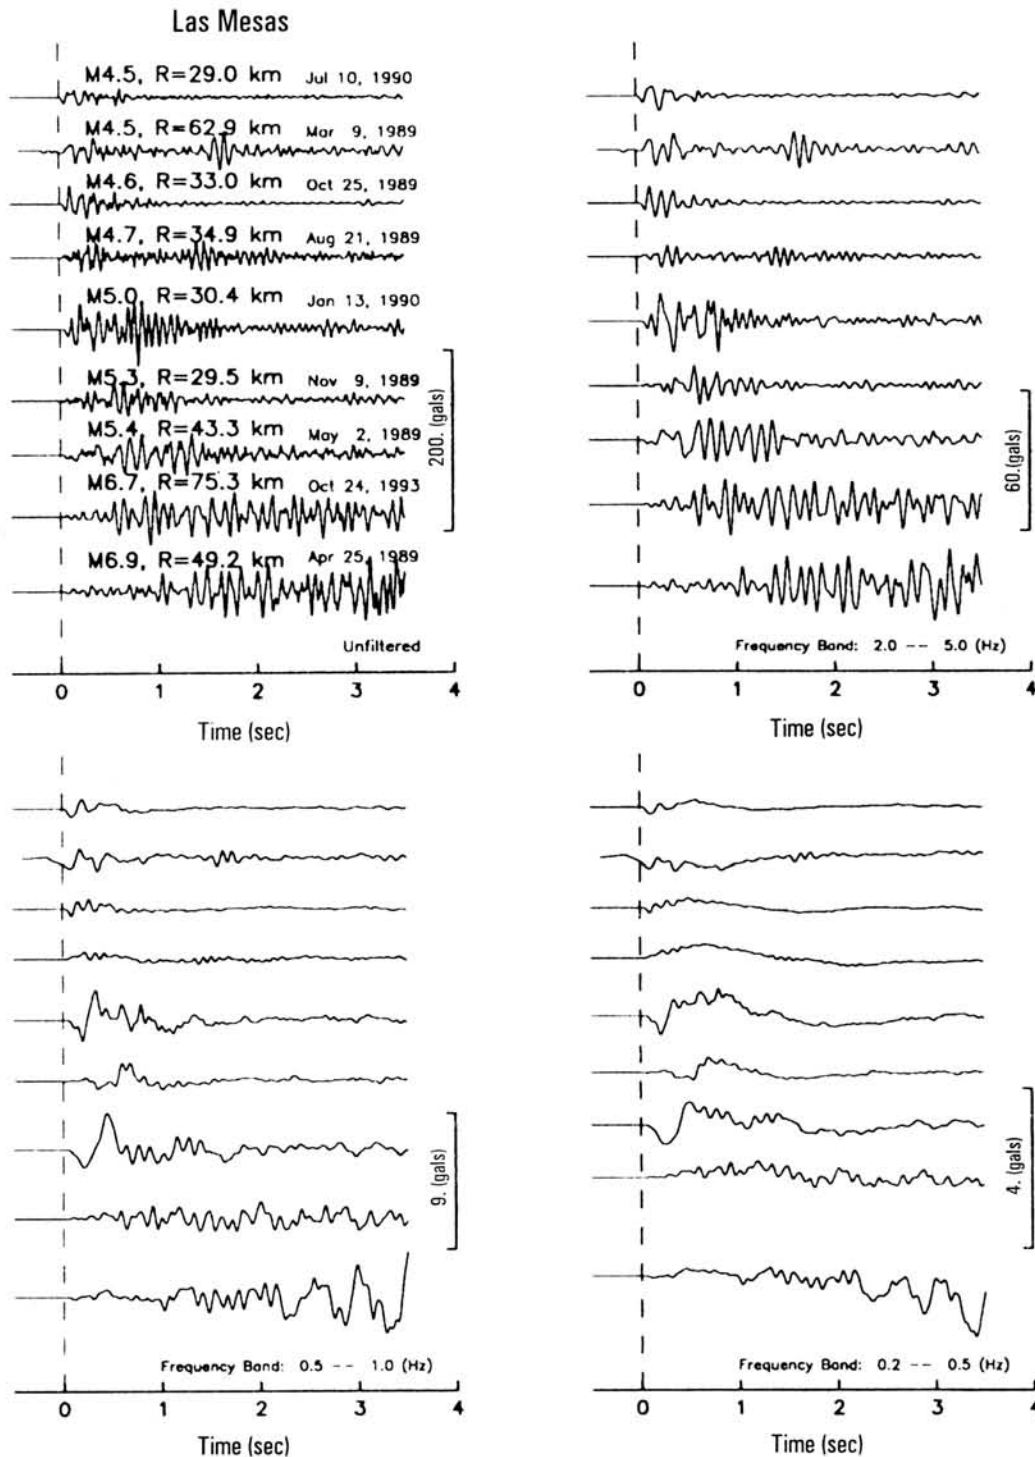 Las Mesas
M4.5, R=29.0 km Jul 10, 1990
M4.5, R=62.9 km Mar 9, 1989
M4.6, R=33.0 km Oct 25, 1989
M4.7, R=34.9 km Aug 21, 1989
M5.0, R=30.4 km Jan 13, 1990
M5.3, R=29.5 km Nov 9, 1989
M5.4, R=43.3 km May 2, 1989
M6.7, R=75.3 km Oct 24, 1993
M6.9, R=49.2 km Apr 25, 1989
200. (gals)
Unfiltered
0 1 2 3 4
Time (sec)
60.(gals)
Frequency Band: 2.0 -- 5.0 (Hz)
0 1 2 3 4
Time (sec)
9. (gals)
Frequency Band: 0.5 -- 1.0 (Hz)
0 1 2 3 4
Time (sec)
4. (gals)
Frequency Band: 0.2 -- 0.5 (Hz)
0 1 2 3 4
Time (sec)